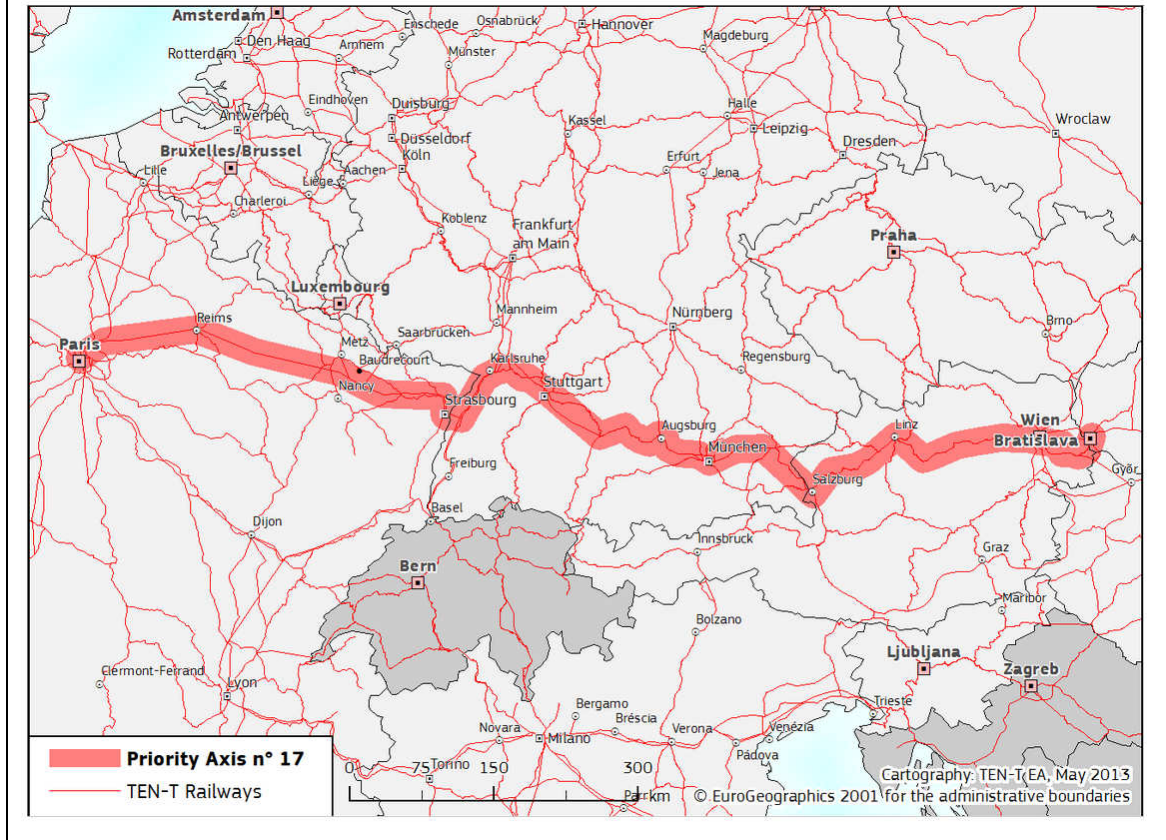 Amsterdam
Enschede
Osnabrück
Hannover
Den Haag
Arnhem
Magdeburg
Rotterdam
Münster
Eindhoven
Duisburg
Halle
Antwerpen
Kassel
Leipzig
Wroclaw
Düsseldorf
Dresden
Bruxelles/Brussel
Köln
Erfurt
Lille
Liège
Aachen
Jena
Charleroi
Koblenz
Frankfurt
am Main
Praha
Luxembourg
Reims
Mannheim
Nürnberg
Brno
Saarbrücken
Paris
Metz
Baudrecourt
Karlsruhe
Regensburg
Nancy
Stuttgart
Strasbourg
Augsburg
Linz
Wien
Bratislava
München
Freiburg
Salzburg
Győr
Basel
Dijon
Innsbruck
Graz
Bern
Maribor
Bolzano
Ljubljana
Clermont-Ferrand
Zagreb
Lyon
Trieste
Bergamo
Novara
Bréscia
Verona
Venézia
Milano
Pádova
Priority Axis n° 17
TEN-T Railways
Torino
0 75 150 300
km
Cartography: TEN-T EA, May 2013
© EuroGeographics 2001 for the administrative boundaries